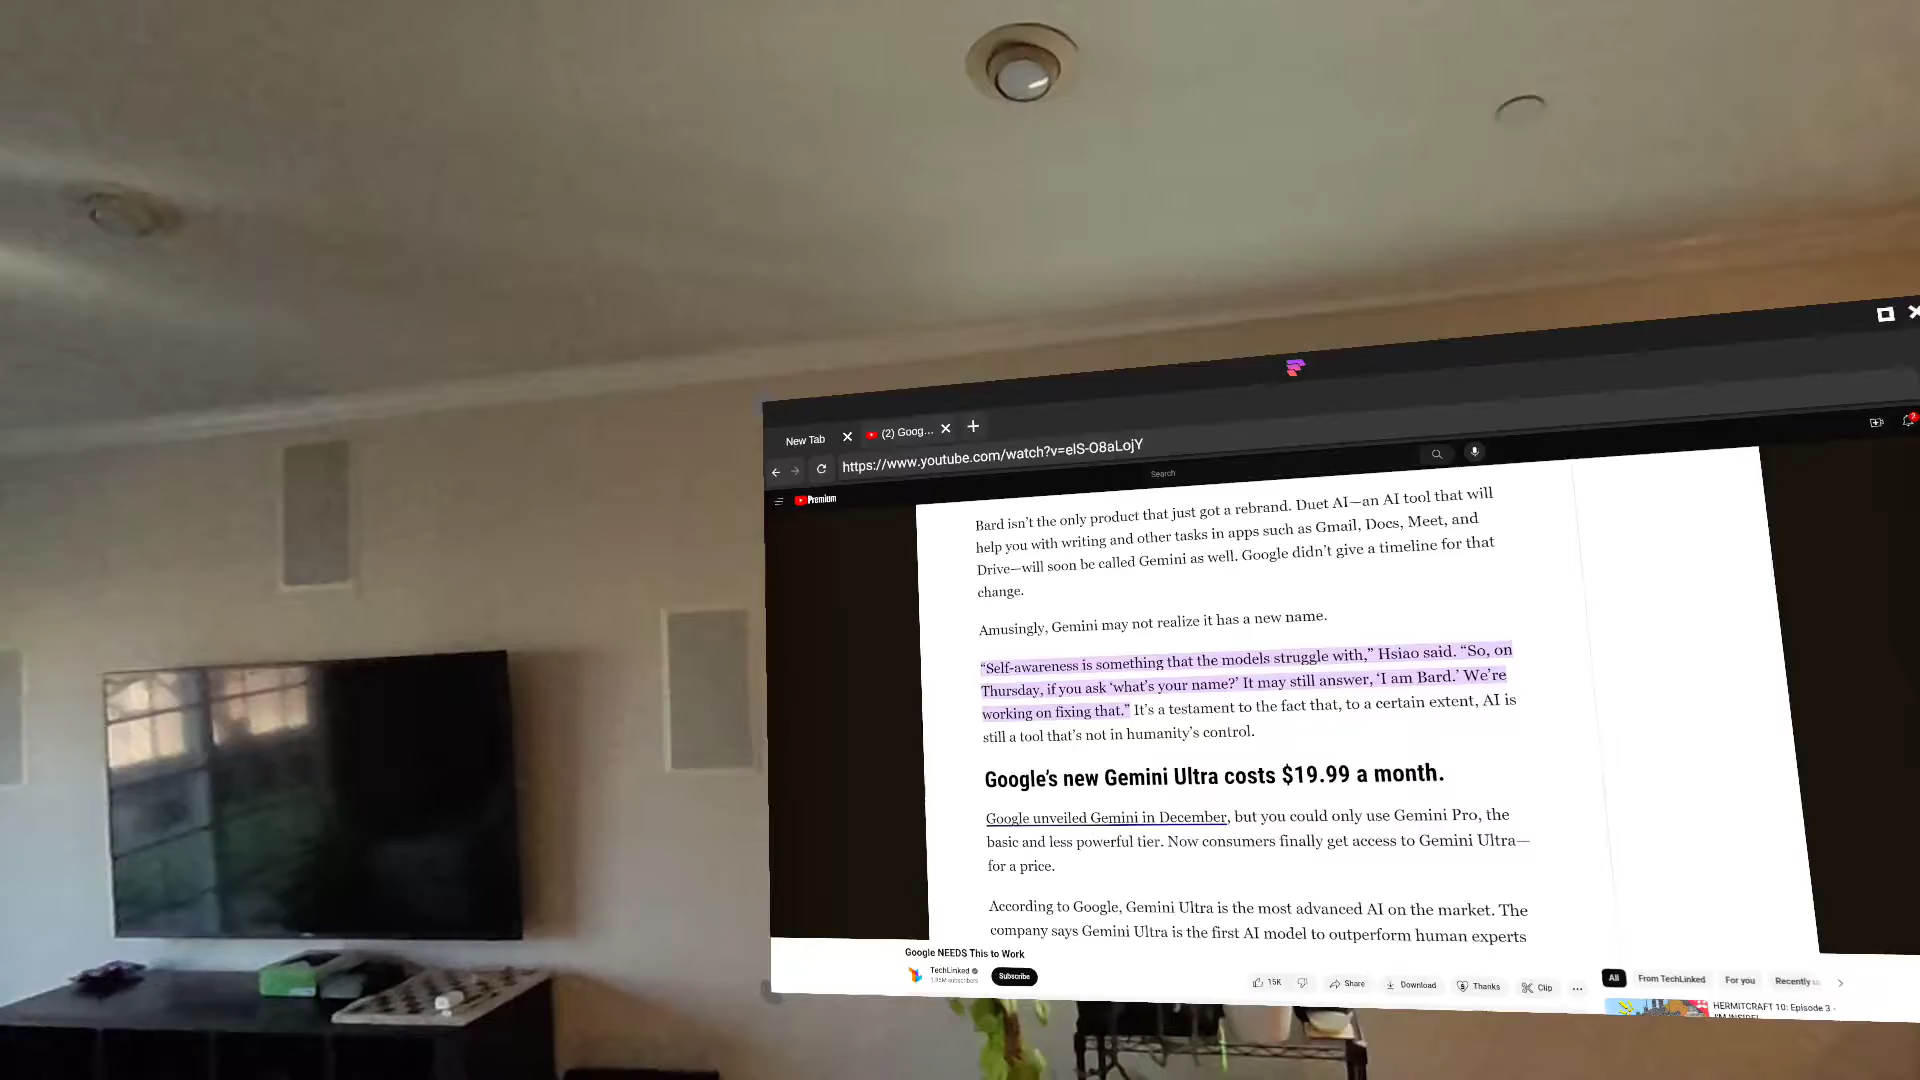 New Tab
(2) Goog...
https://www.youtube.com/watch?v=elS-O8aLojY
2
Premium
Search
Bard isn’t the only product that just got a rebrand. Duet AI—an AI tool that will
help you with writing and other tasks in apps such as Gmail, Docs, Meet, and
Drive—will soon be called Gemini as well. Google didn’t give a timeline for that
change.
Amusingly, Gemini may not realize it has a new name.
“Self-awareness is something that the models struggle with,” Hsiao said. “So, on
Thursday, if you ask ‘what’s your name?’ It may still answer, ‘I am Bard.’ We’re
working on fixing that.” It’s a testament to the fact that, to a certain extent, AI is
still a tool that’s not in humanity’s control.
Google’s new Gemini Ultra costs $19.99 a month.
Google unveiled Gemini in December, but you could only use Gemini Pro, the
basic and less powerful tier. Now consumers finally get access to Gemini Ultra—
for a price.
According to Google, Gemini Ultra is the most advanced AI on the market. The
company says Gemini Ultra is the first AI model to outperform human experts
Google NEEDS This to Work
TechLinked
subscribers
Subscribe
15K
Share
Download
Thanks
Clip
All
From TechLinked
For you
Recently
HERMITCRAFT 10: Episode 3 -